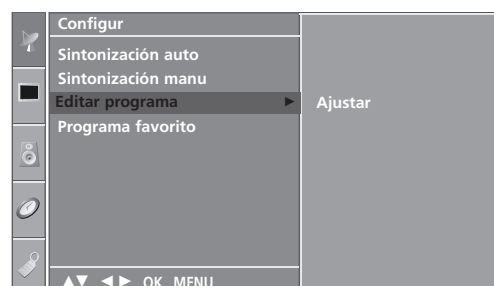 Configur
Sintonización auto
Sintonización manu
Editar programa ► Ajustar
Programa favorito
▲▼ ◄► OK MENU